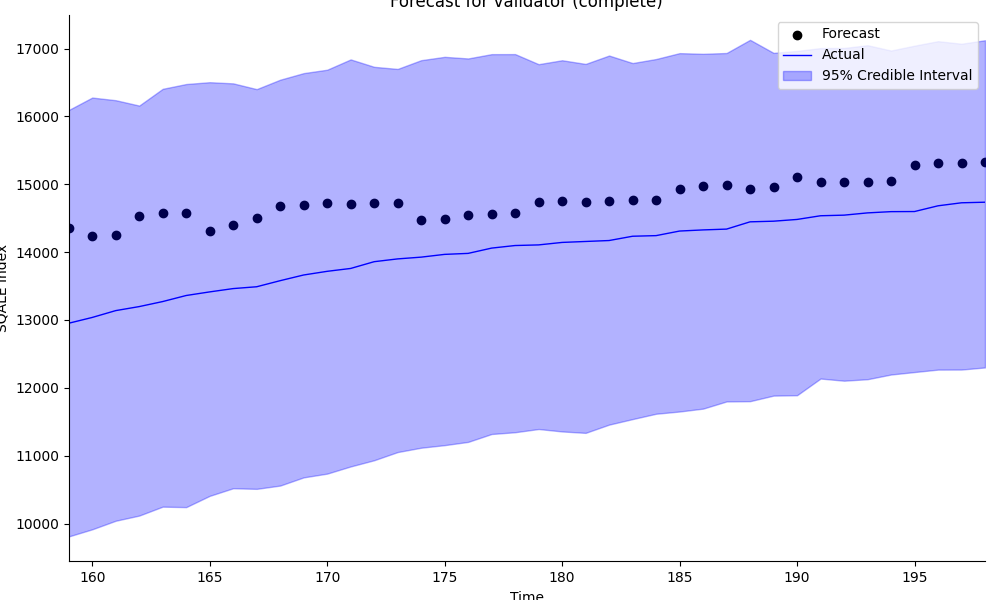 Forecast for validator (complete)
Forecast
Actual
95% Credible Interval
17000
16000
15000
14000
13000
12000
11000
10000
SQALE Index
160
165
170
175
180
185
190
195
Time